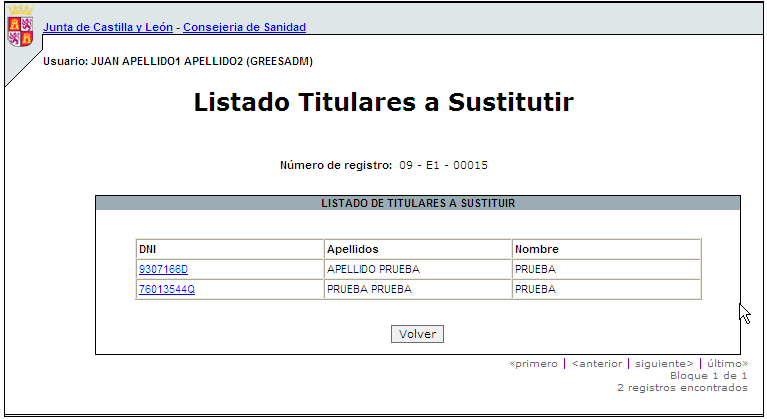 Junta de Castilla y León - Consejeria de Sanidad
Usuario: JUAN APELLIDO1 APELLIDO2 (GREESADM)
Listado Titulares a Sustitutir
Número de registro: 09 - E1 - 00015
LISTADO DE TITULARES A SUSTITUIR
DNI Apellidos Nombre
9307166D APELLIDO PRUEBA PRUEBA
76013544Q PRUEBA PRUEBA PRUEBA
Volver
«primero | <anterior | siguiente> | último»
Bloque 1 de 1
2 registros encontrados